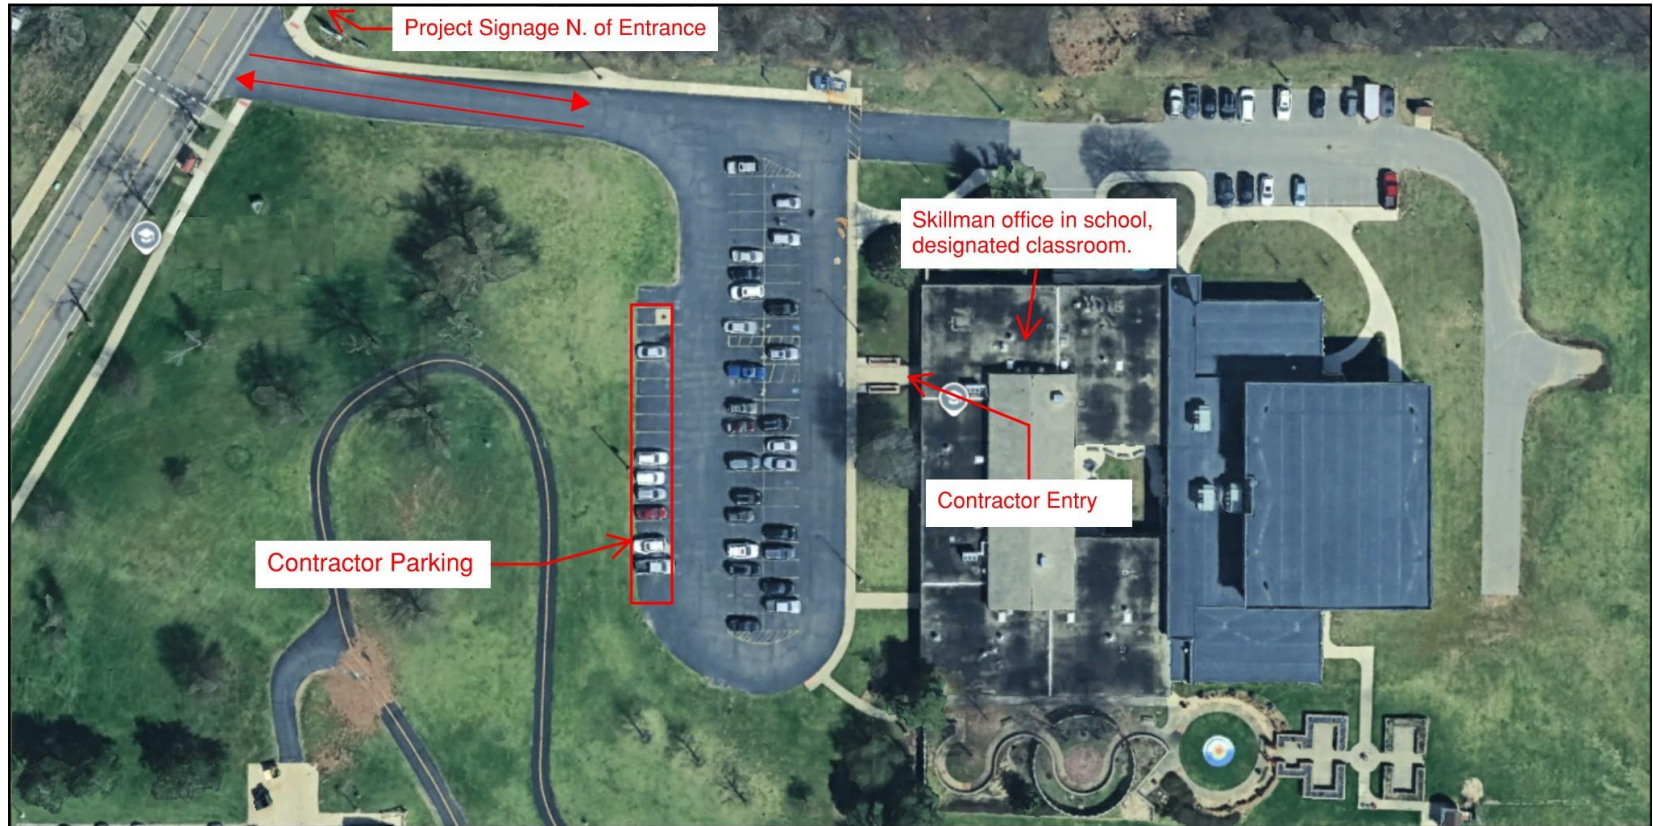 Project Signage N. of Entrance
Skillman office in school,
designated classroom.
Contractor Entry
Contractor Parking